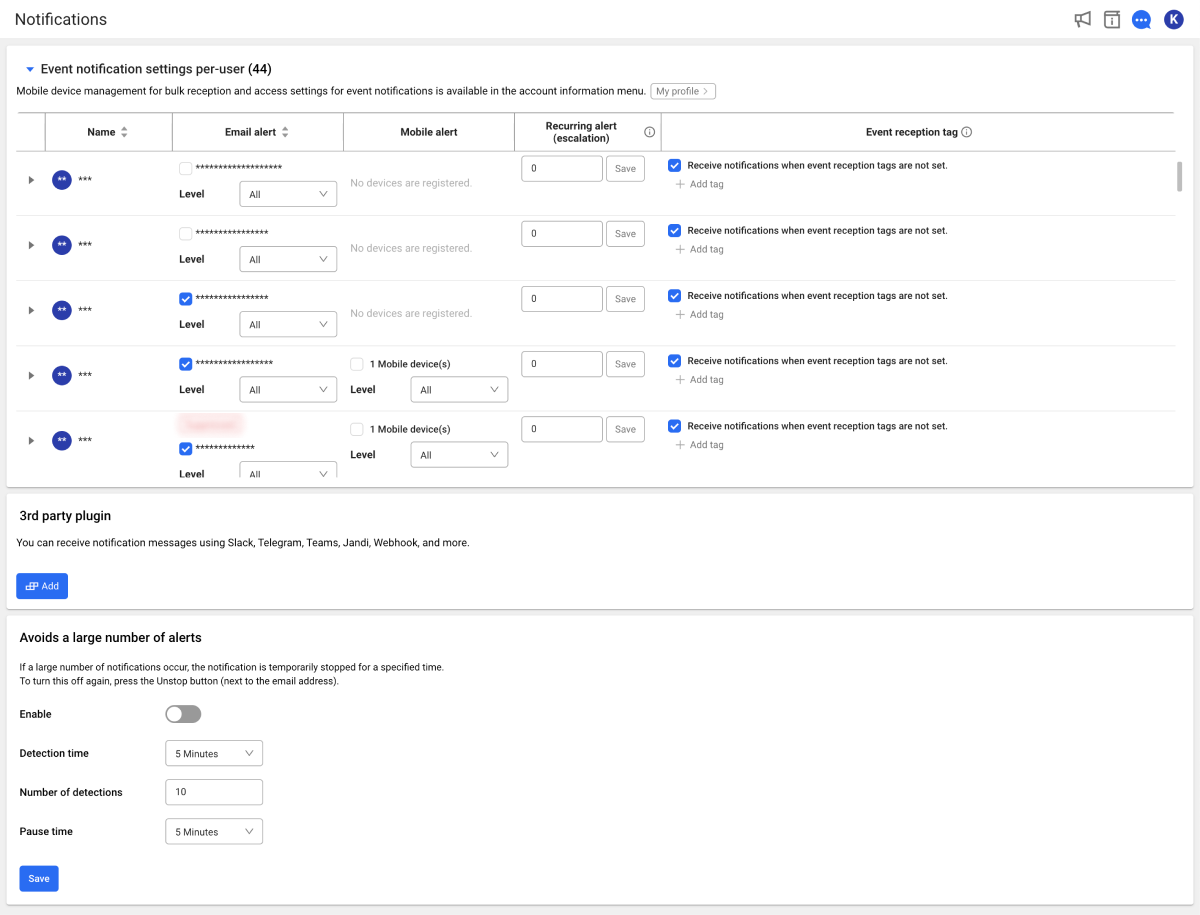 Notifications
K
Event notification settings per-user (44)
Mobile device management for bulk reception and access settings for event notifications is available in the account information menu. My profile
Name Email alert Mobile alert Recurring alert (escalation) Event reception tag
** *** ******************* No devices are registered. 0 Save Receive notifications when event reception tags are not set.
Level All Add tag
** *** **************** No devices are registered. 0 Save Receive notifications when event reception tags are not set.
Level All Add tag
** *** **************** No devices are registered. 0 Save Receive notifications when event reception tags are not set.
Level All Add tag
** *** ***************** 1 Mobile device(s) 0 Save Receive notifications when event reception tags are not set.
Level All Level All Add tag
** *** ************* 1 Mobile device(s) 0 Save Receive notifications when event reception tags are not set.
Level All Level All Add tag
3rd party plugin
You can receive notification messages using Slack, Telegram, Teams, Jandi, Webhook, and more.
Add
Avoids a large number of alerts
If a large number of notifications occur, the notification is temporarily stopped for a specified time.
To turn this off again, press the Unstop button (next to the email address).
Enable
Detection time 5 Minutes
Number of detections 10
Pause time 5 Minutes
Save